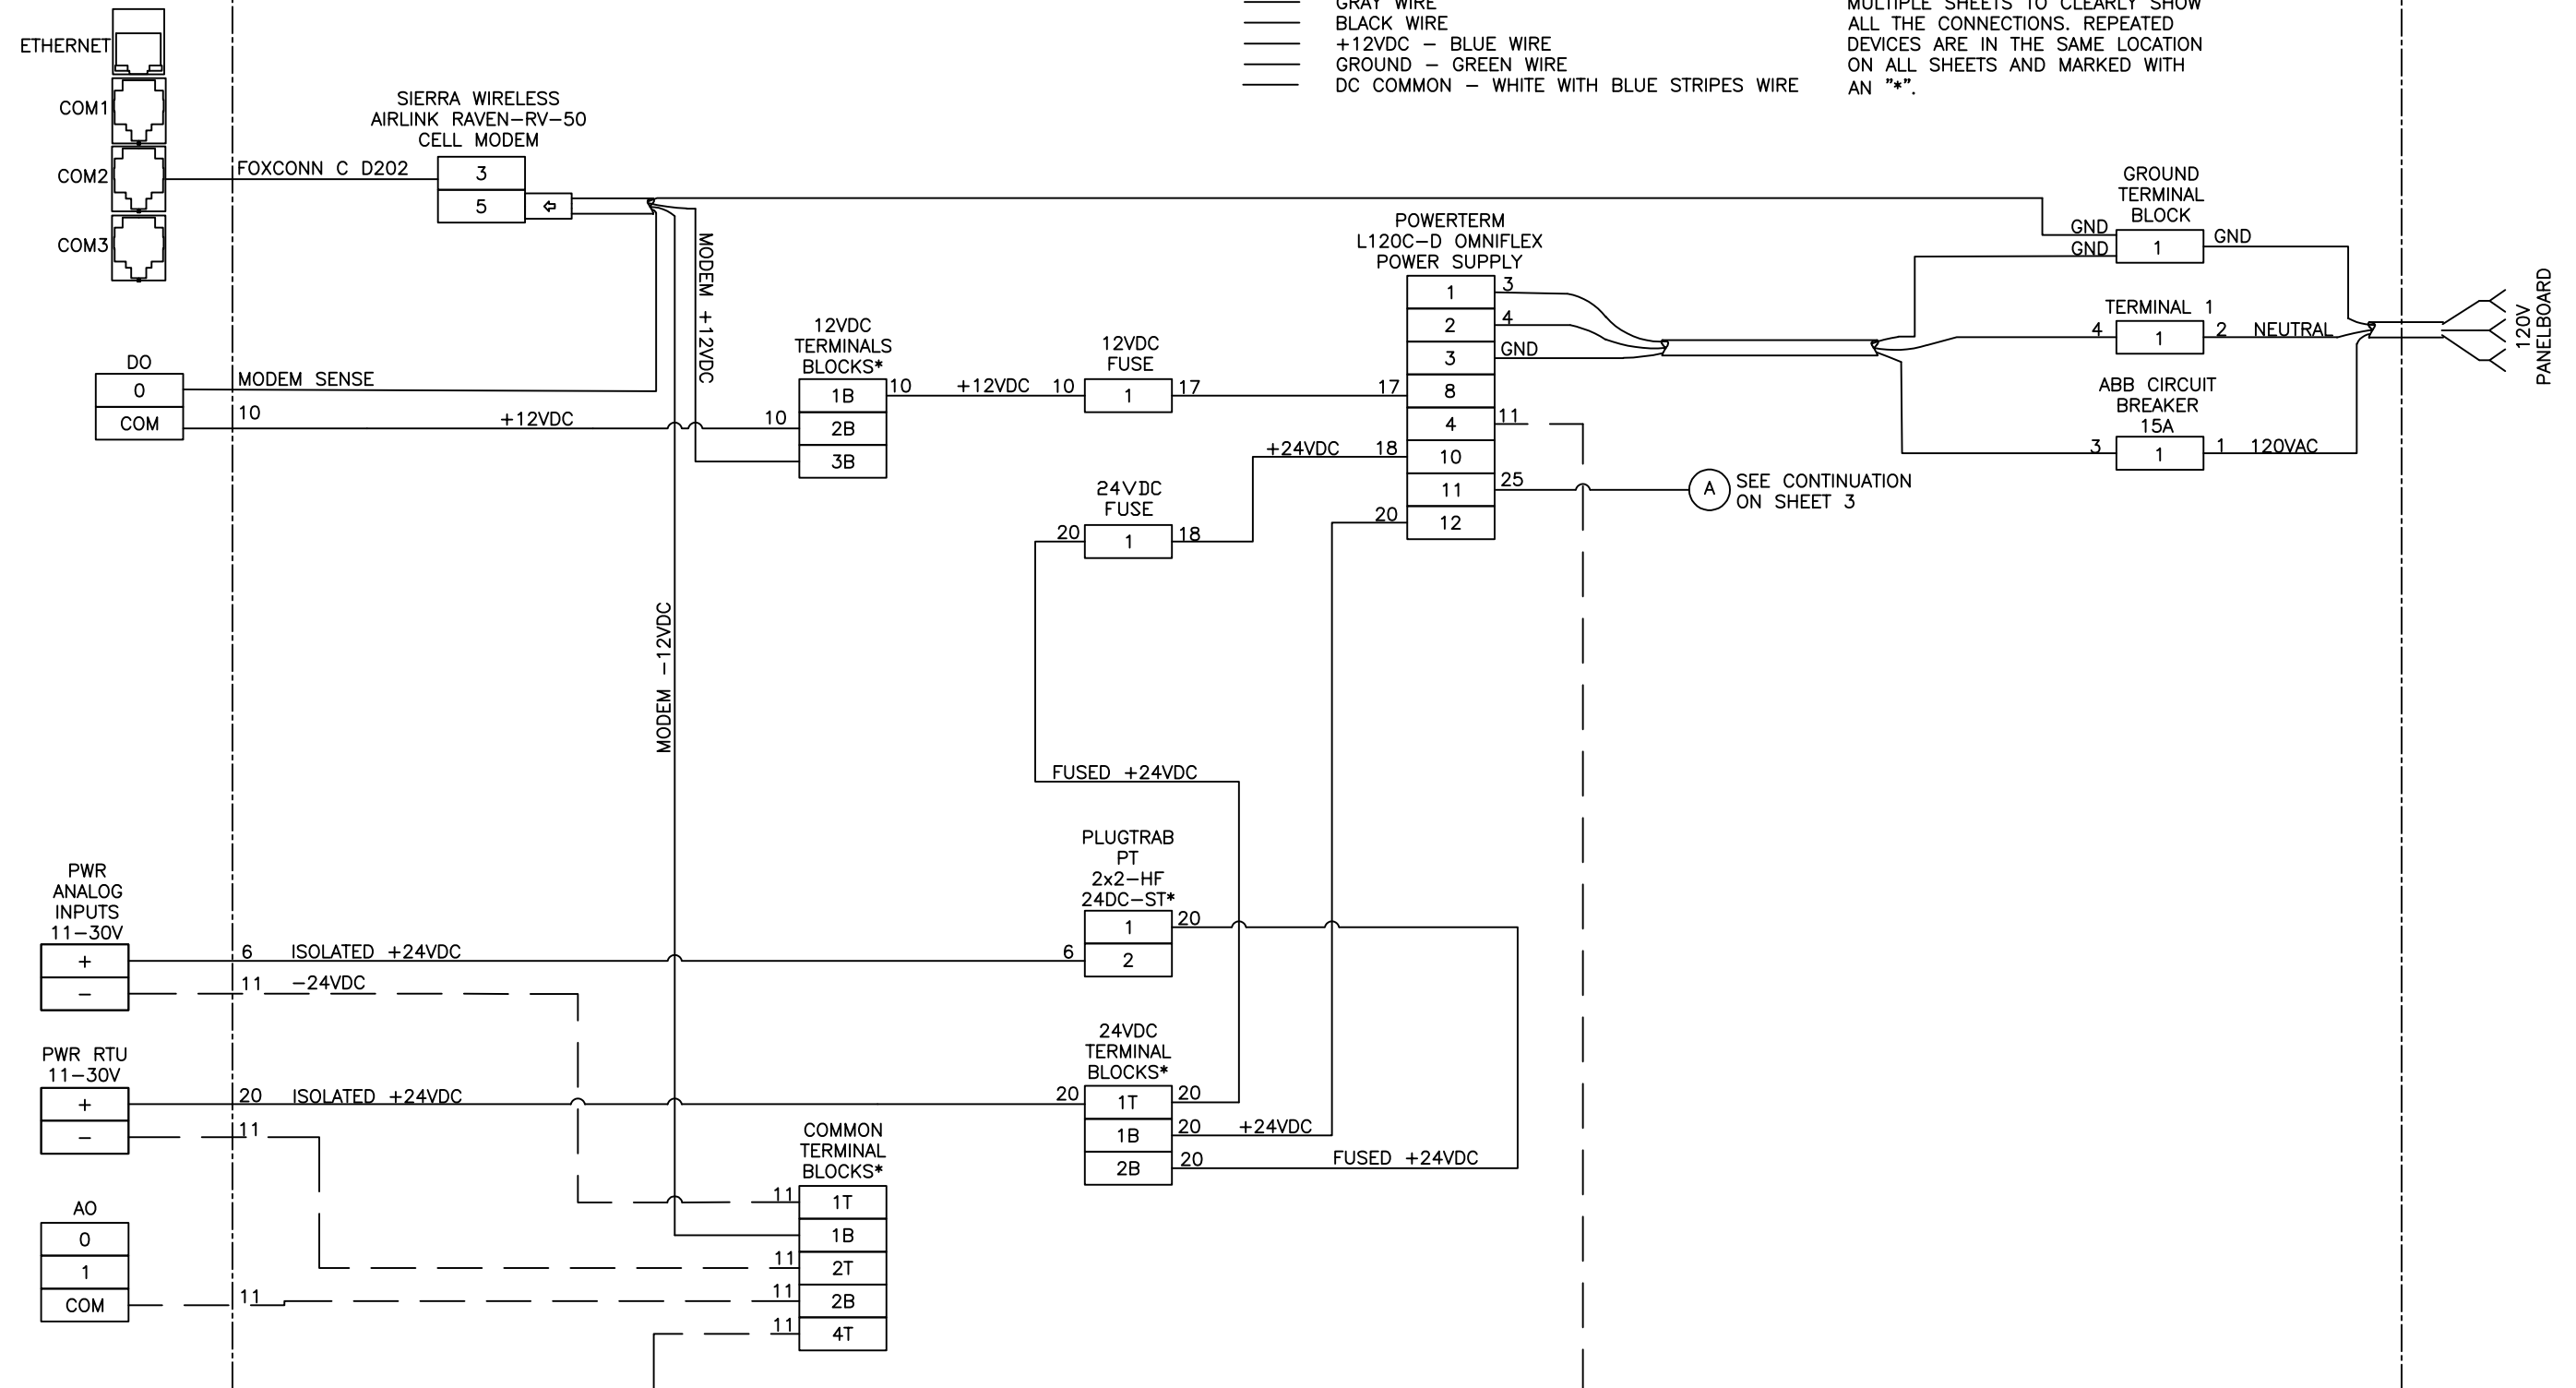 GRAY WIRE
BLACK WIRE
+12VDC – BLUE WIRE
GROUND – GREEN WIRE
DC COMMON – WHITE WITH BLUE STRIPES WIRE
MULTIPLE SHEETS TO CLEARLY SHOW
ALL THE CONNECTIONS. REPEATED
DEVICES ARE IN THE SAME LOCATION
ON ALL SHEETS AND MARKED WITH
AN "*".
ETHERNET
COM1
COM2
COM3
FOXCONN C D202
SIERRA WIRELESS
AIRLINK RAVEN-RV-50
CELL MODEM
3
5
MODEM +12VDC
MODEM -12VDC
DO
0
COM
MODEM SENSE
10
+12VDC
10
12VDC
TERMINALS
BLOCKS*
1B
2B
3B
10
+12VDC
10
12VDC
FUSE
1
17
17
24VDC
FUSE
20
1
18
+24VDC
18
20
POWERTERM
L120C-D OMNIFLEX
POWER SUPPLY
1
2
3
8
4
10
11
12
3
4
GND
11
25
A
SEE CONTINUATION
ON SHEET 3
GROUND
TERMINAL
BLOCK
GND
GND
1
GND
TERMINAL 1
4
1
2
NEUTRAL
ABB CIRCUIT
BREAKER
15A
3
1
1
120VAC
120V
PANELBOARD
FUSED +24VDC
PLUGTRAB
PT
2x2-HF
24DC-ST*
1
2
20
6
PWR
ANALOG
INPUTS
11-30V
+
-
6
ISOLATED +24VDC
11
-24VDC
PWR RTU
11-30V
+
-
20
ISOLATED +24VDC
11
24VDC
TERMINAL
BLOCKS*
20
1T
1B
2B
20
20
+24VDC
20
FUSED +24VDC
AO
0
1
COM
11
COMMON
TERMINAL
BLOCKS*
11
1T
1B
11
2T
11
2B
11
4T